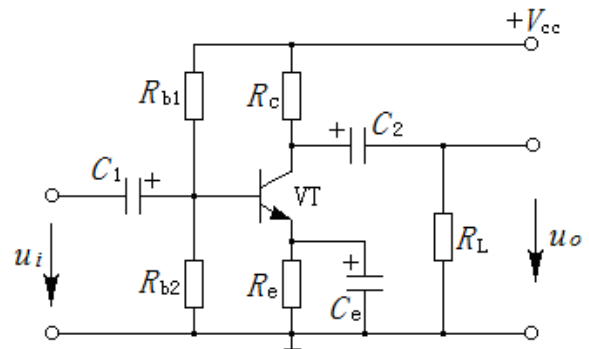 +Vcc
Rb1
Rc
+
C2
C1
+
VT
ui
Rb2
Re
+
Ce
RL
uo